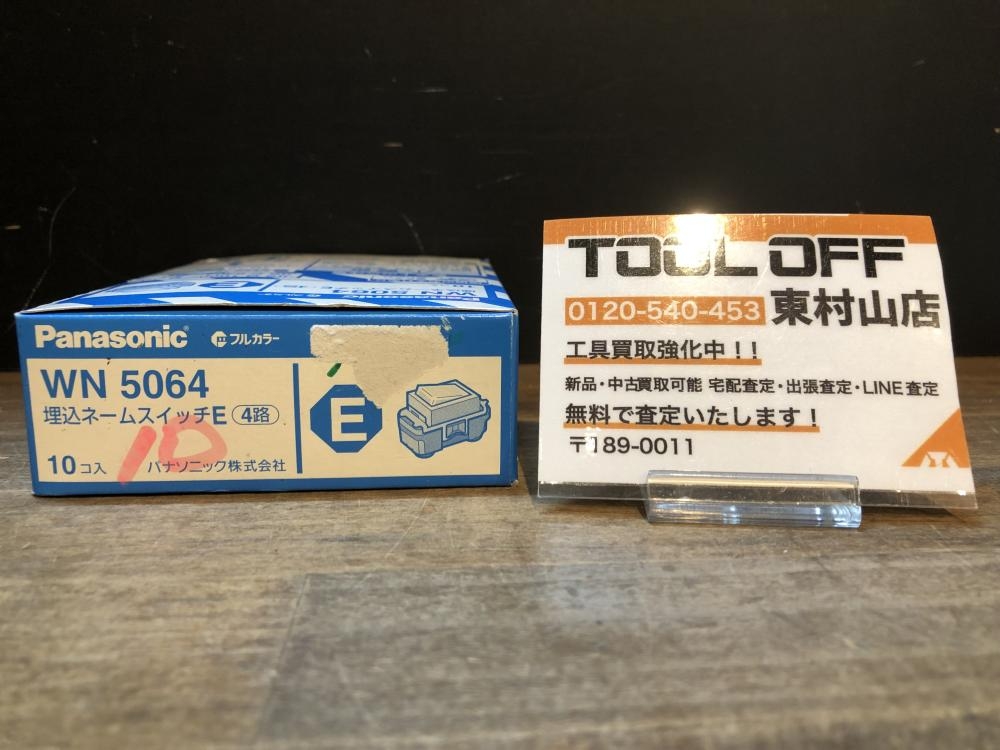 Panasonic フルカラー
WN 5064
埋込ネームスイッチE 4路
10
10コ入 パナソニック株式会社
E
TOOL OFF
0120-540-453 東村山店
工具買取強化中！！
新品・中古買取可能 宅配査定・出張査定・LINE査定
無料で査定いたします！
〒189-0011